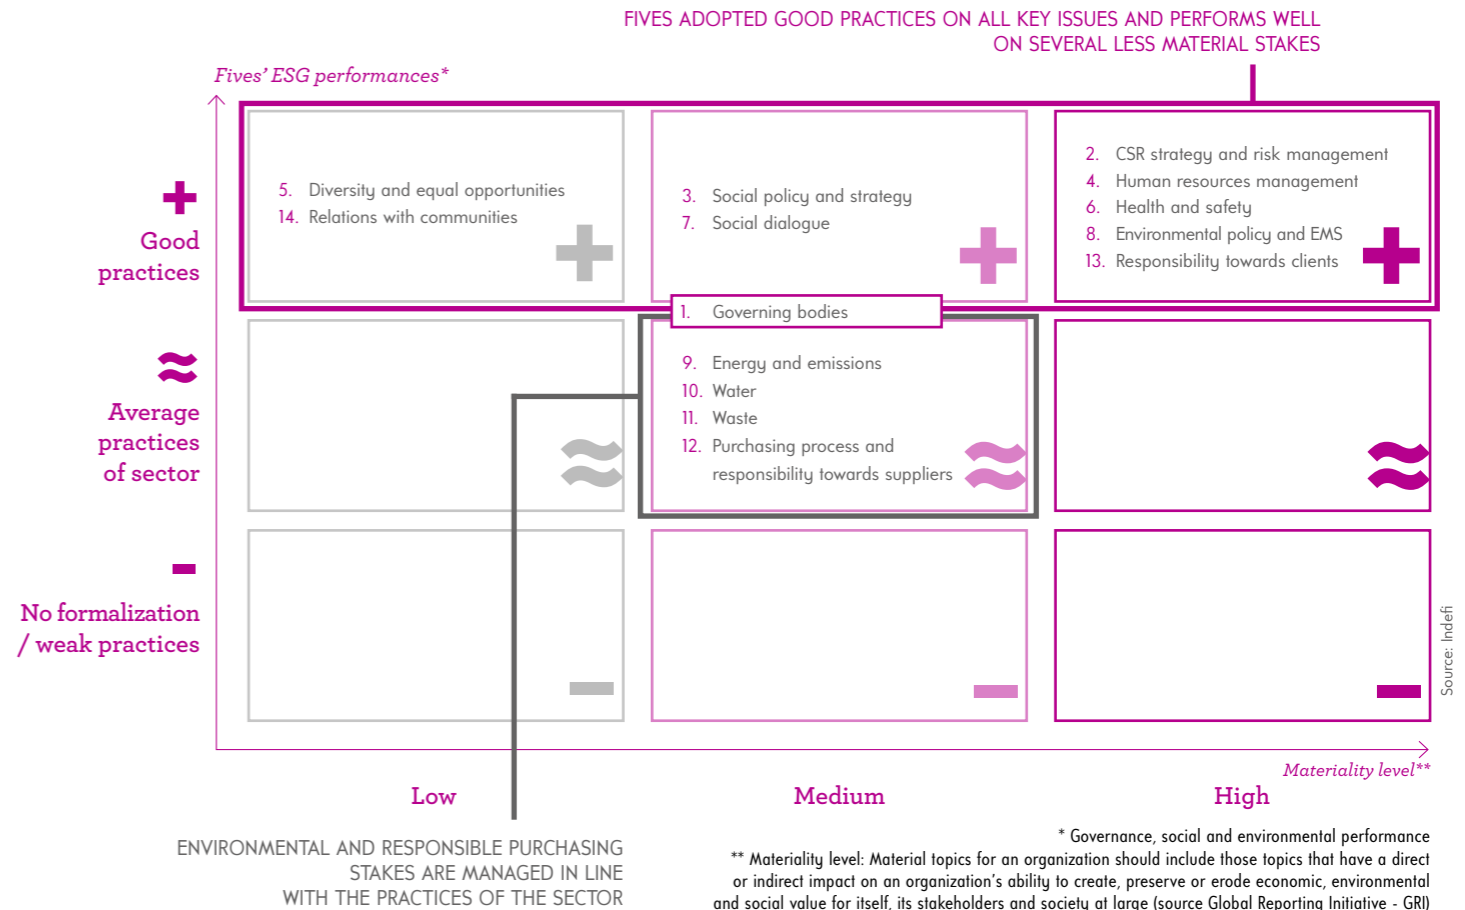 FIVES ADOPTED GOOD PRACTICES ON ALL KEY ISSUES AND PERFORMS WELL
ON SEVERAL LESS MATERIAL STAKES
Fives' ESG performances*
Good
practices
5. Diversity and equal opportunities
14. Relations with communities
3. Social policy and strategy
7. Social dialogue
2. CSR strategy and risk management
4. Human resources management
6. Health and safety
8. Environmental policy and EMS
13. Responsibility towards clients
1. Governing bodies
Average
practices
of sector
9. Energy and emissions
10. Water
11. Waste
12. Purchasing process and
responsibility towards suppliers
No formalization
/ weak practices
Source: Indefi
Materiality level**
Low
Medium
High
ENVIRONMENTAL AND RESPONSIBLE PURCHASING
STAKES ARE MANAGED IN LINE
WITH THE PRACTICES OF THE SECTOR
* Governance, social and environmental performance
** Materiality level: Material topics for an organization should include those topics that have a direct
or indirect impact on an organization's ability to create, preserve or erode economic, environmental
and social value for itself, its stakeholders and society at large (source Global Reporting Initiative - GRI)